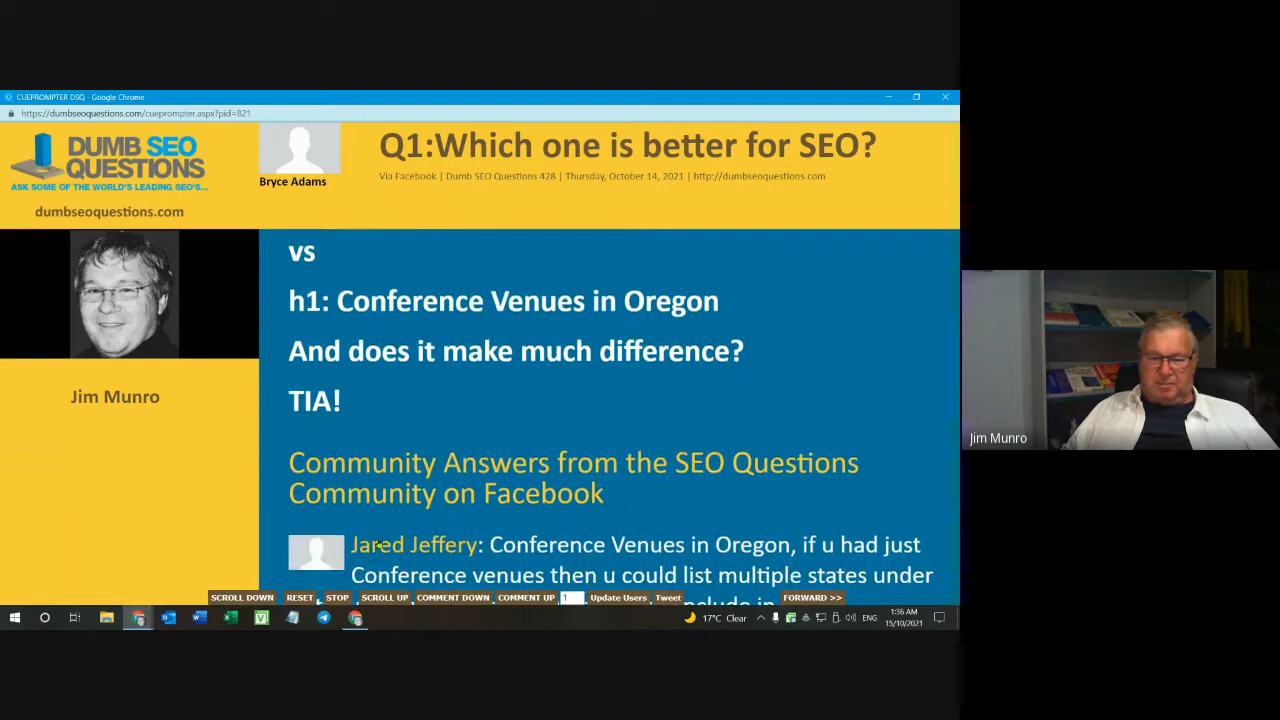 CUEPROMPTER DSQ - Google Chrome
https://dumbseoquestions.com/cueprompter.aspx?pid=821
DUMB SEO
QUESTIONS
ASK SOME OF THE WORLD'S LEADING SEO'S...
dumbseoquestions.com
Bryce Adams
Q1:Which one is better for SEO?
Via Facebook | Dumb SEO Questions 428 | Thursday, October 14, 2021 | http://dumbseoquestions.com
Jim Munro
vs
h1: Conference Venues in Oregon
And does it make much difference?
TIA!
Community Answers from the SEO Questions
Community on Facebook
Jared Jeffery: Conference Venues in Oregon, if u had just
Conference venues then u could list multiple states under
SCROLL DOWN RESET STOP SCROLL UP COMMENT DOWN COMMENT UP 1 Update Users Tweet FORWARD >>
17°C Clear ENG 1:36 AM
15/10/2021
Jim Munro